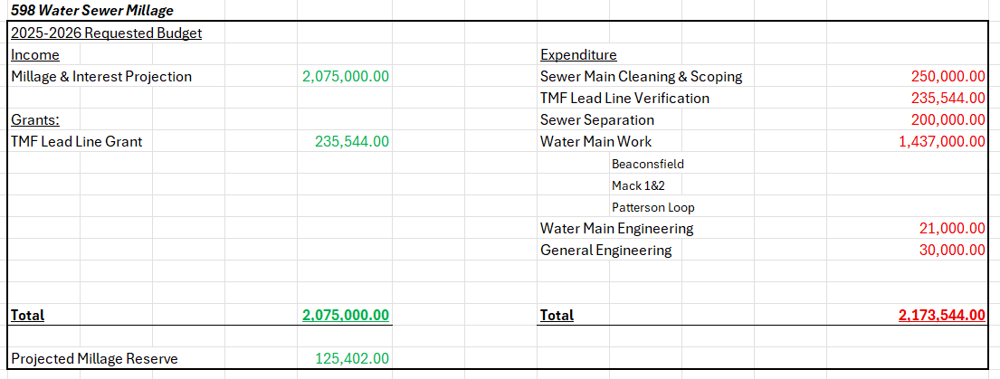 598 Water Sewer Millage
2025-2026 Requested Budget
Income Expenditure
Millage & Interest Projection 2,075,000.00 Sewer Main Cleaning & Scoping 250,000.00
TMF Lead Line Verification 235,544.00
Grants: Sewer Separation 200,000.00
TMF Lead Line Grant 235,544.00 Water Main Work 1,437,000.00
Beaconsfield
Mack 1&2
Patterson Loop
Water Main Engineering 21,000.00
General Engineering 30,000.00
Total 2,075,000.00 Total 2,173,544.00
Projected Millage Reserve 125,402.00